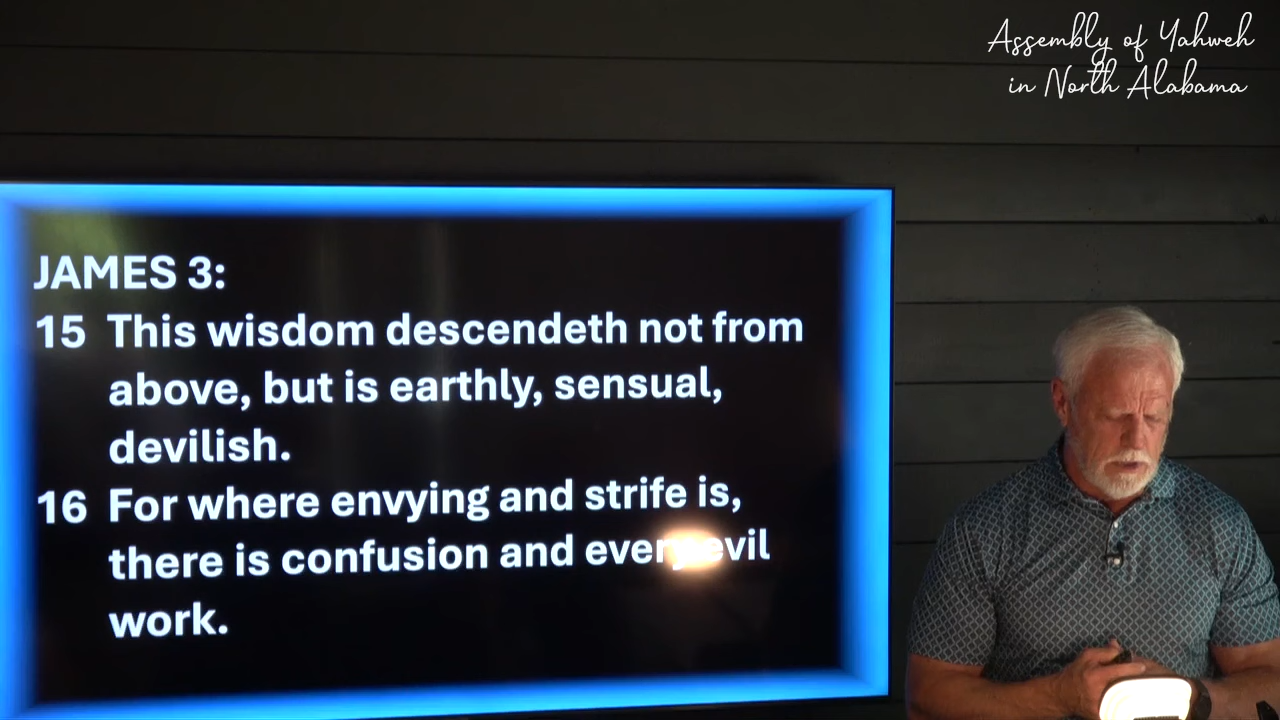 Assembly of Yahweh
in North Alabama
JAMES 3:
15 This wisdom descendeth not from
above, but is earthly, sensual,
devilish.
16 For where envying and strife is,
there is confusion and every evil
work.